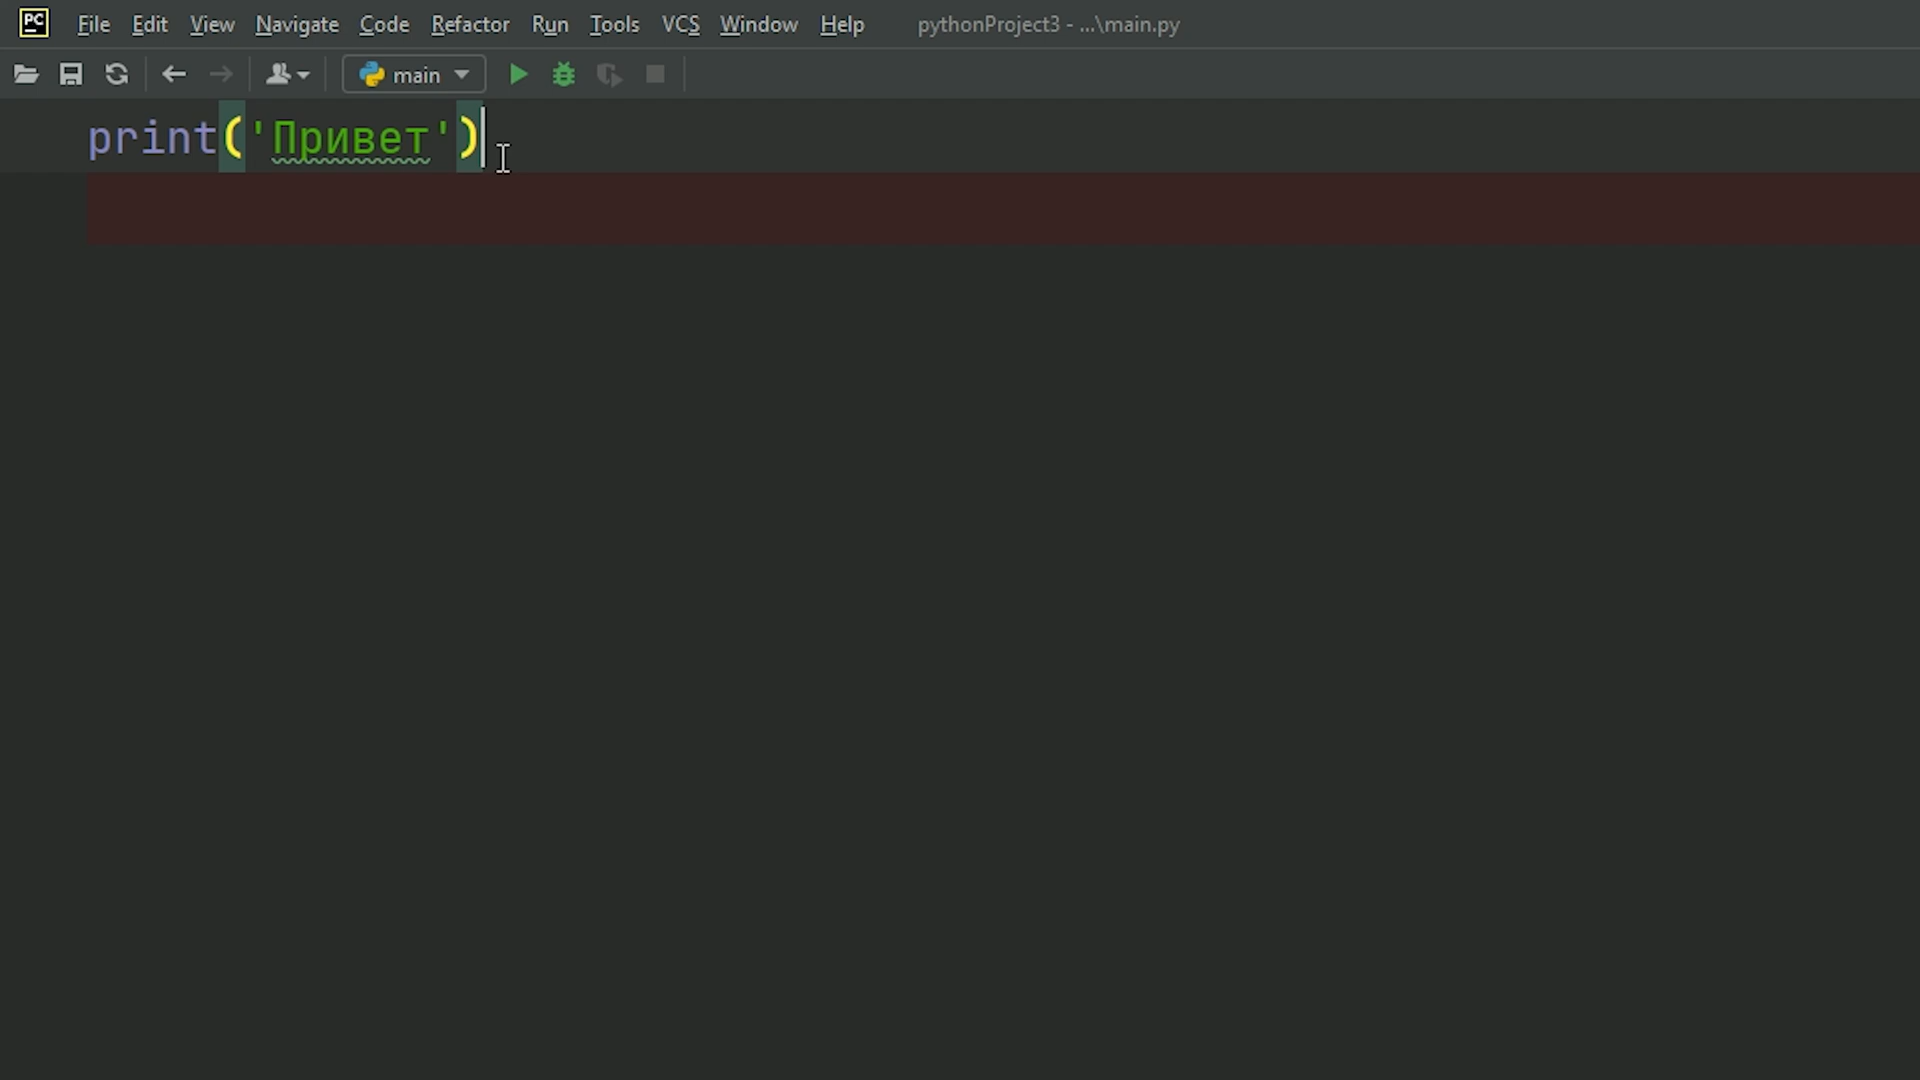 PC File Edit View Navigate Code Refactor Run Tools VCS Window Help pythonProject3 - ...\main.py
main
print('Привет')